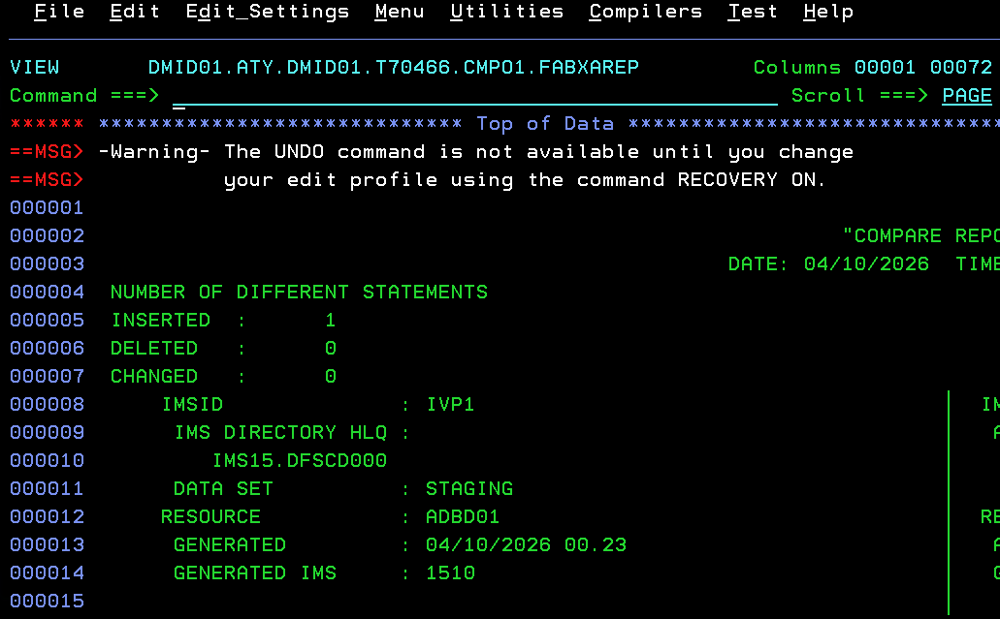 File  Edit  Edit_Settings  Menu  Utilities  Compilers  Test  Help
VIEW       DMID01.ATY.DMID01.T70466.CMPO1.FABXAREP         Columns 00001 00072
Command ===>                                                  Scroll ===> PAGE
****** ***************************** Top of Data ******************************
==MSG> -Warning- The UNDO command is not available until you change
==MSG>           your edit profile using the command RECOVERY ON.
000001
000002                                                             "COMPARE REPO
000003                                                    DATE: 04/10/2026  TIME
000004  NUMBER OF DIFFERENT STATEMENTS
000005  INSERTED  :      1
000006  DELETED   :      0
000007  CHANGED   :      0
000008      IMSID              : IVP1                                      | IM
000009       IMS DIRECTORY HLQ :                                           | A
000010          IMS15.DFSCD000                                             |
000011       DATA SET          : STAGING                                   |
000012      RESOURCE           : ADBD01                                    | RE
000013       GENERATED         : 04/10/2026 00.23                          | A
000014       GENERATED IMS     : 1510                                      | G
000015